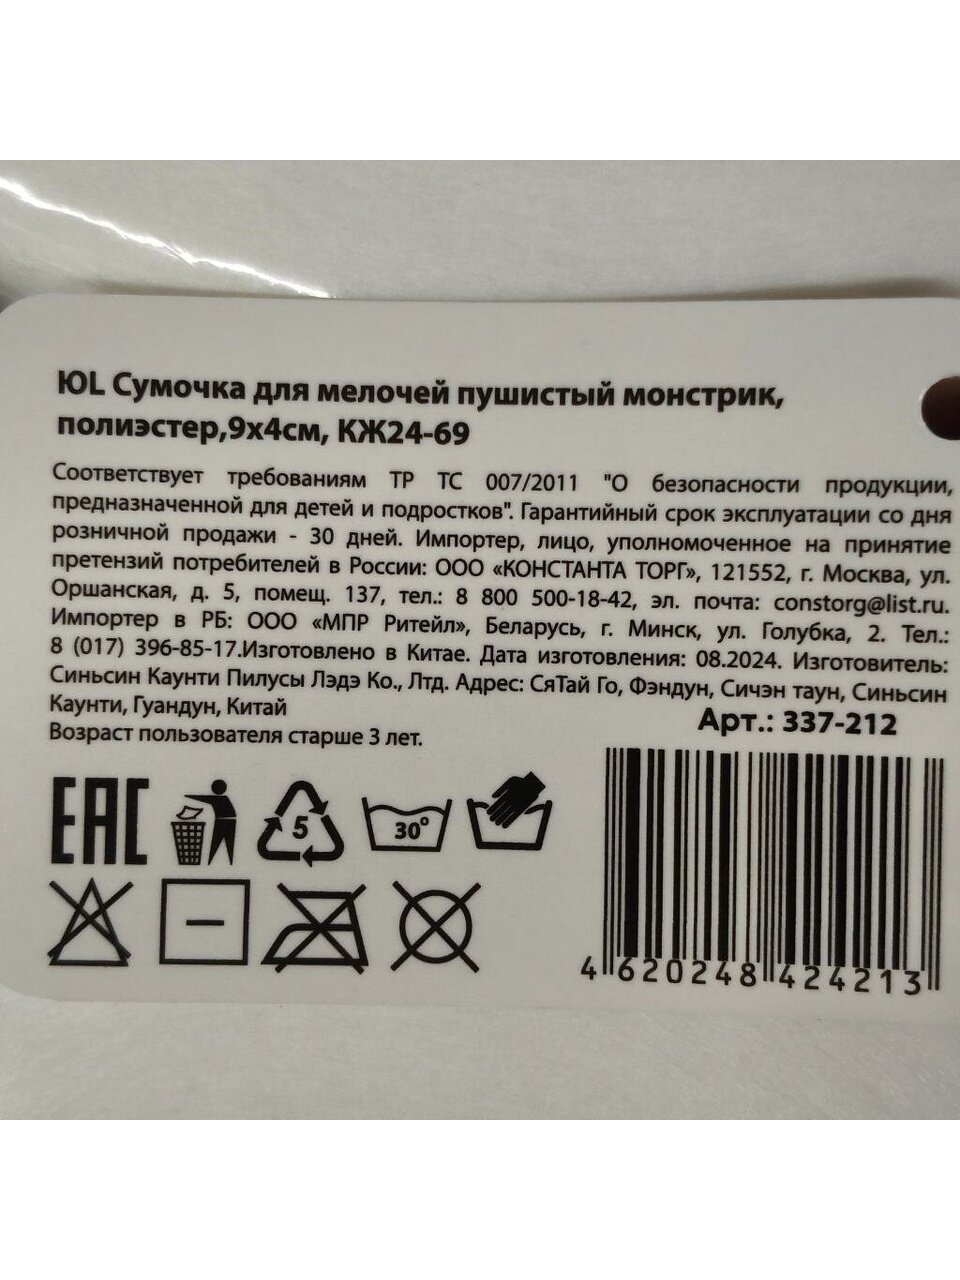 ЮL Сумочка для мелочей пушистый монстрик,
полиэстер,9х4см, КЖ24-69
Соответствует требованиям ТР ТС 007/2011 "О безопасности продукции,
предназначенной для детей и подростков". Гарантийный срок эксплуатации со дня
розничной продажи - 30 дней. Импортер, лицо, уполномоченное на принятие
претензий потребителей в России: ООО «КОНСТАНТА ТОРГ», 121552, г. Москва, ул.
Оршанская, д. 5, помещ. 137, тел.: 8 800 500-18-42, эл. почта: constorg@list.ru.
Импортер в РБ: ООО «МПР Ритейл», Беларусь, г. Минск, ул. Голубка, 2. Тел.:
8 (017) 396-85-17.Изготовлено в Китае. Дата изготовления: 08.2024. Изготовитель:
Синьсин Каунти Пилусы Лэдэ Ко., Лтд. Адрес: СяТай Го, Фэндун, Сичэн таун, Синьсин
Каунти, Гуандун, Китай
Возраст пользователя старше 3 лет.
Арт.: 337-212
EAC
5
30°
4 620248 424213